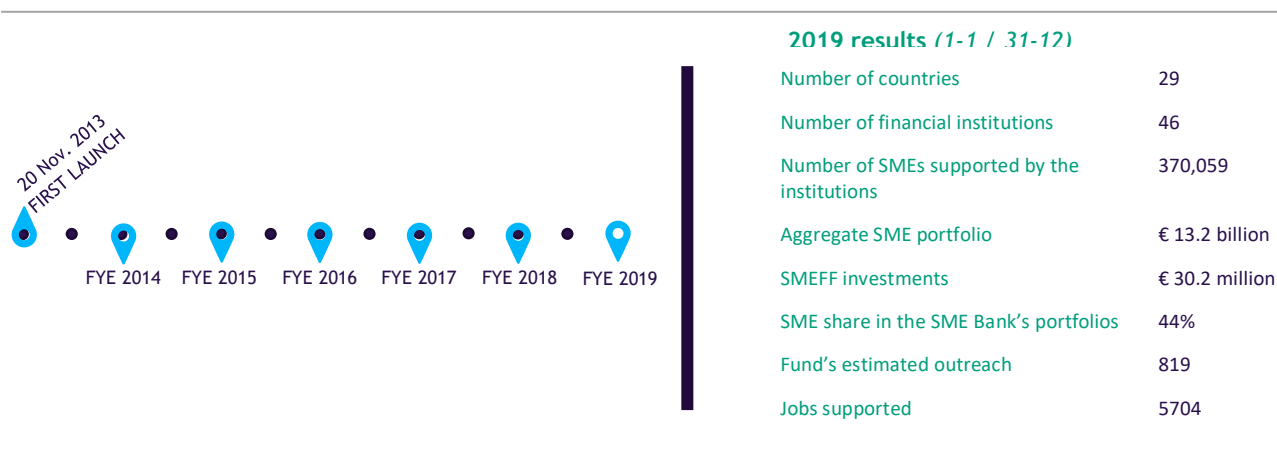 20 Nov. 2013
FIRST LAUNCH
FYE 2014
FYE 2015
FYE 2016
FYE 2017
FYE 2018
FYE 2019
2019 results (1-1 / 31-12)
Number of countries 29
Number of financial institutions 46
Number of SMEs supported by the 370,059
institutions
Aggregate SME portfolio € 13.2 billion
SMEFF investments € 30.2 million
SME share in the SME Bank’s portfolios 44%
Fund’s estimated outreach 819
Jobs supported 5704